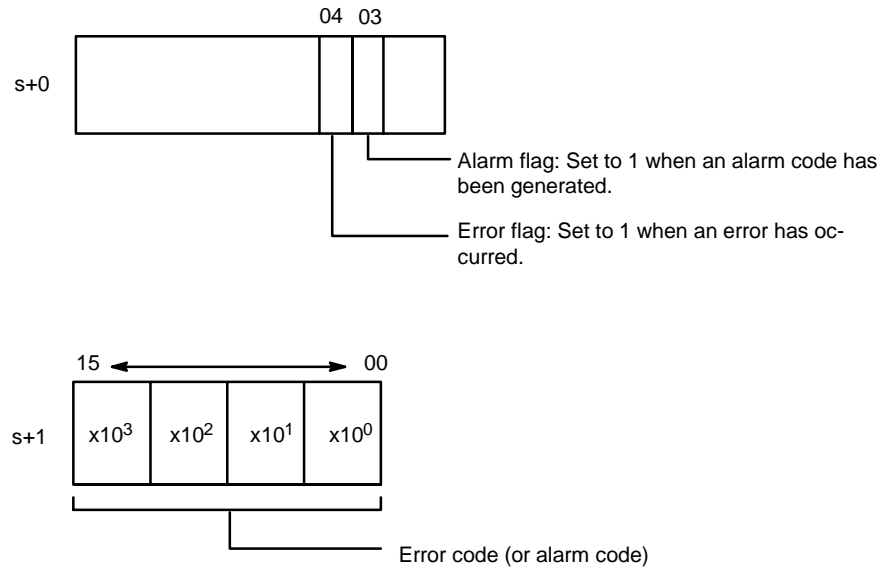 04 03
s+0
Alarm flag: Set to 1 when an alarm code has
been generated.
Error flag: Set to 1 when an error has oc-
curred.
15 00
s+1 x10³ x10² x10¹ x10⁰
Error code (or alarm code)